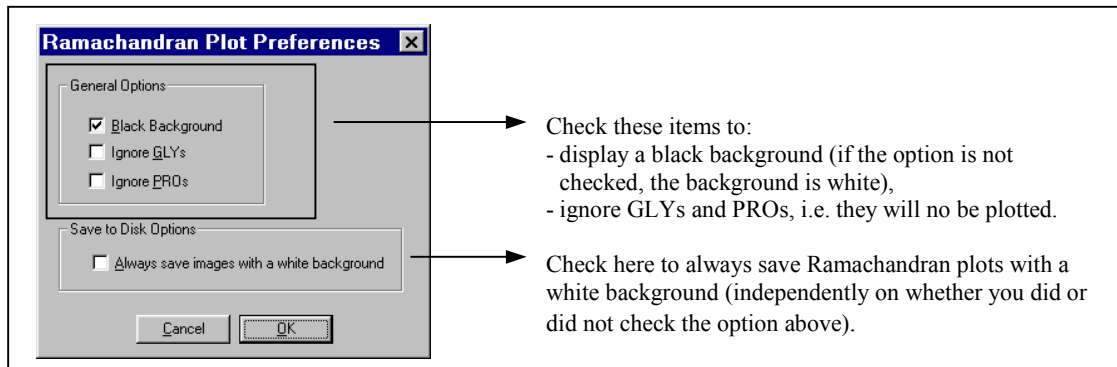 Ramachandran Plot Preferences
General Options
Black Background
Ignore GLYs
Ignore PROs
Save to Disk Options
Always save images with a white background
Cancel
OK
Check these items to:
- display a black background (if the option is not
checked, the background is white),
- ignore GLYs and PROs, i.e. they will no be plotted.
Check here to always save Ramachandran plots with a
white background (independently on whether you did or
did not check the option above).